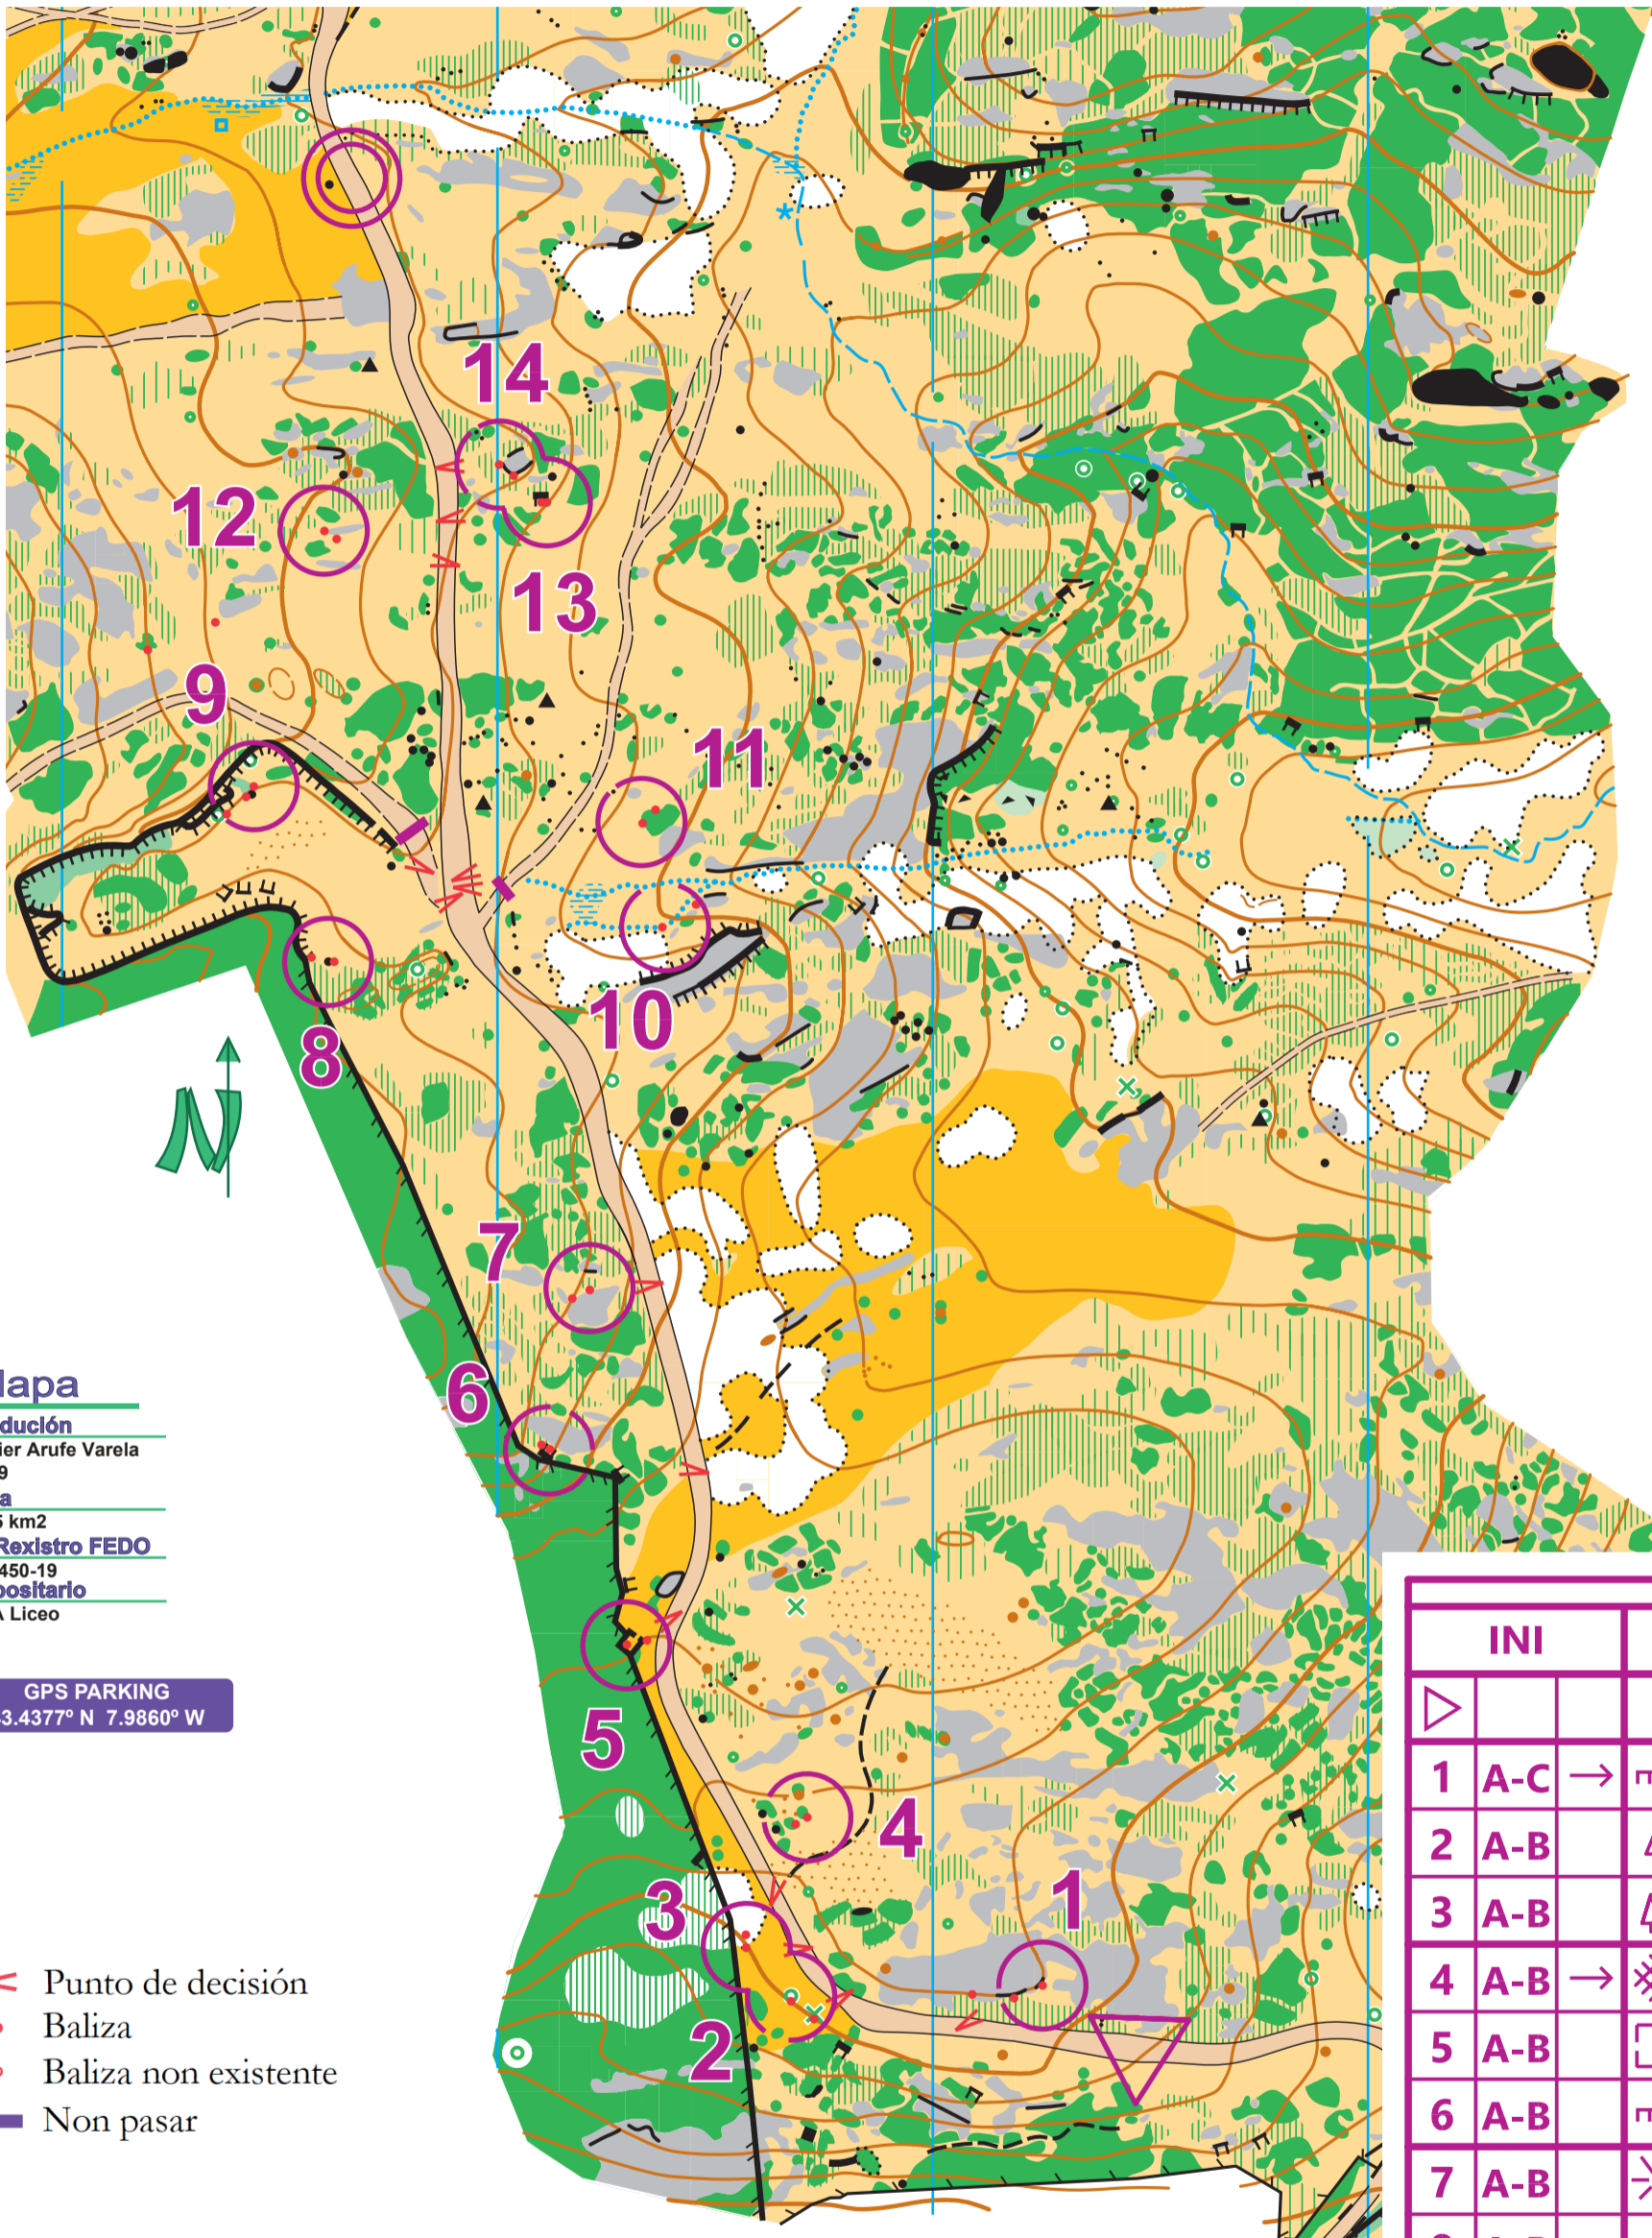 14
12
13
9
11
10
8
7
6
5
4
3
1
2
N
lapa
dución
ier Arufe Varela
9
a
5 km2
Rexistro FEDO
450-19
ositario
A Liceo
GPS PARKING
3.4377º N 7.9860º W
Punto de decisión
Baliza
Baliza non existente
Non pasar
INI
1 A-C →
2 A-B
3 A-B
4 A-B →
5 A-B
6 A-B
7 A-B